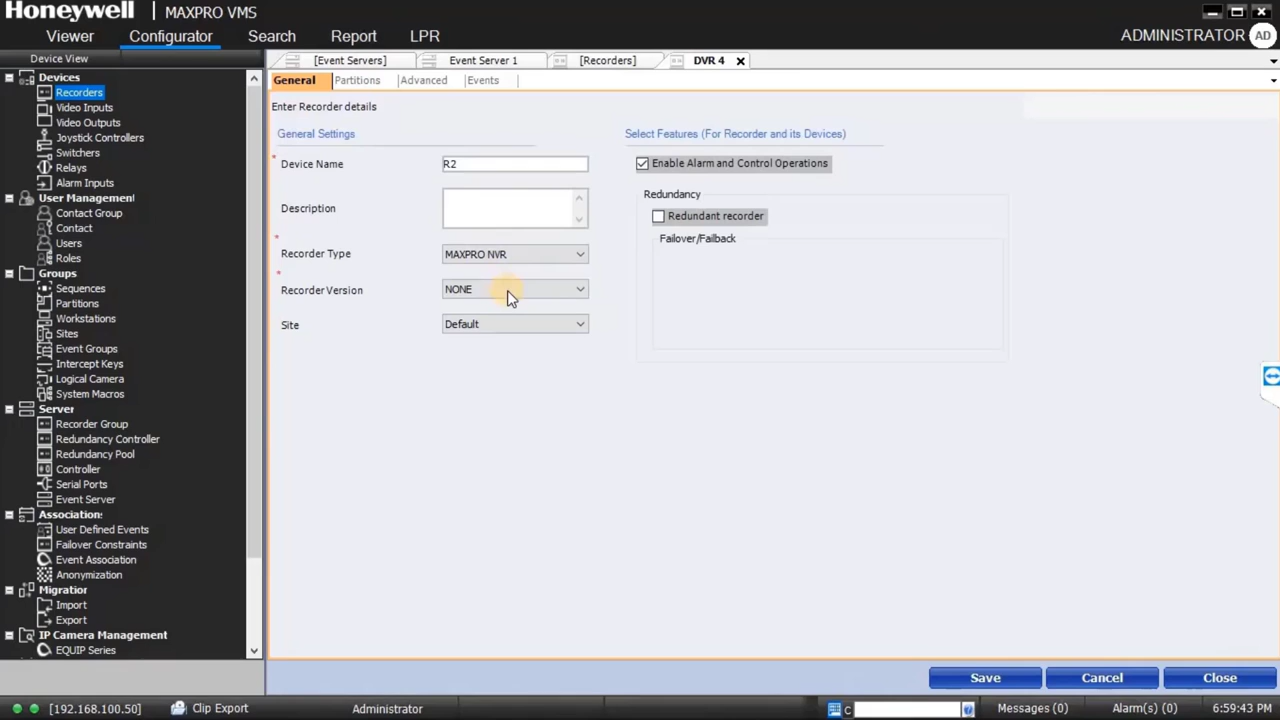 Honeywell MAXPRO VMS
Viewer Configurator Search Report LPR ADMINISTRATOR AD
Device View
[Event Servers] Event Server 1 [Recorders] DVR 4
General Partitions Advanced Events
Devices
Recorders
Video Inputs
Video Outputs
Joystick Controllers
Switchers
Relays
Alarm Inputs
User Management
Contact Group
Contact
Users
Roles
Groups
Sequences
Partitions
Workstations
Sites
Event Groups
Intercept Keys
Logical Camera
System Macros
Server
Recorder Group
Redundancy Controller
Redundancy Pool
Controller
Serial Ports
Event Server
Associations
User Defined Events
Failover Constraints
Event Association
Anonymization
Migration
Import
Export
IP Camera Management
EQUIP Series
Enter Recorder details
General Settings
* Device Name R2
Description
* Recorder Type MAXPRO NVR
* Recorder Version NONE
Site Default
Select Features (For Recorder and its Devices)
Enable Alarm and Control Operations
Redundancy
Redundant recorder
Failover/Failback
Save Cancel Close
[192.168.100.50] Clip Export Administrator C Messages (0) Alarm(s) (0) 6:59:43 PM